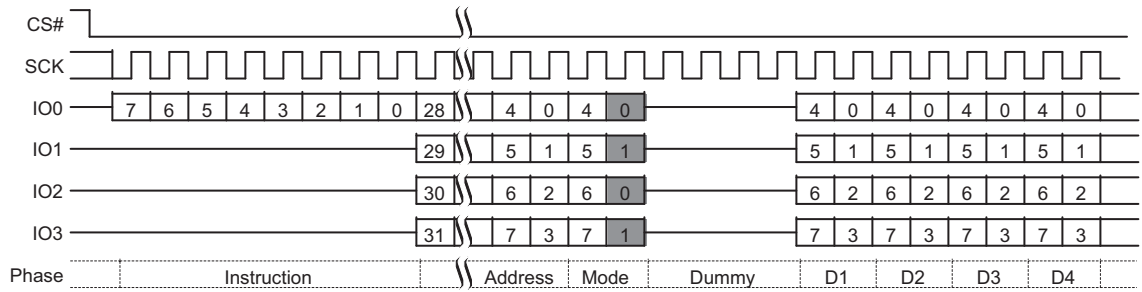 CS#
SCK
IO0 7 6 5 4 3 2 1 0 28 4 0 4 0 4 0 4 0 4 0 4 0
IO1 29 5 1 5 1 5 1 5 1 5 1 5 1
IO2 30 6 2 6 0 6 2 6 2 6 2 6 2
IO3 31 7 3 7 1 7 3 7 3 7 3 7 3
Phase Instruction Address Mode Dummy D1 D2 D3 D4